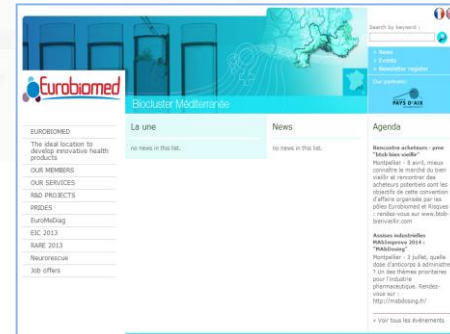 Search by keyword :
» News
» Events
» Newsletter register
Our partners:
PAYS D'AIX
Eurobiomed
Biocluster Méditerranée
EUROBIOMED
The ideal location to
develop innovative health
products
OUR MEMBERS
OUR SERVICES
R&D PROJECTS
PRIDES
EuroMeDiag
EIC 2013
RARE 2013
Neurorescue
Job offers
La une
no news in this list.
News
no news in this list.
Agenda
Rencontre acheteurs - pme
"btob bien vieillir"
Montpellier - 8 avril, mieux
connaître le marché du bien
vieillir et rencontrer des
acheteurs potentiels sont les
objectifs de cette convention
d'affaires organisée par les
pôles Eurobiomed et Risques
: rendez-vous sur www.btob-
bienvieillir.com
Assises industrielles
MAbImprove 2014 :
"MAbDosing"
Montpellier - 3 juillet, quelle
dose d'anticorps à administrer
? Un des thèmes prioritaires
pour l'industrie
pharmaceutique. Rendez-
vous sur :
http://mabdosing.fr/
» Voir tous les événements